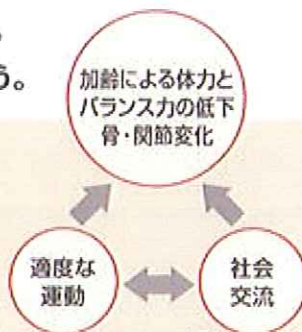 う。
加齢による体力と
バランス力の低下
骨・関節変化
適度な
運動
社会
交流